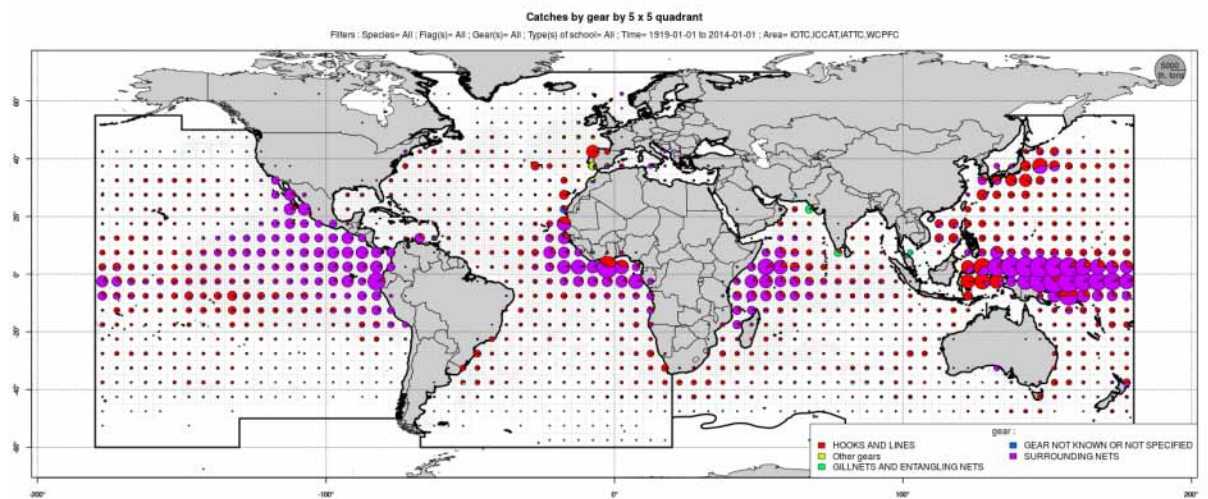 Catches by gear by 5 x 5 quadrant
Filters : Species= All ; Flag(s)= All ; Gear(s)= All ; Type(s) of school= All ; Time= 1919-01-01 to 2014-01-01 ; Area= IOTC,ICCAT,IATTC,WCPFC
5000
m. tons
gear :
HOOKS AND LINES
Other gears
GILLNETS AND ENTANGLING NETS
GEAR NOT KNOWN OR NOT SPECIFIED
SURROUNDING NETS
-200° -100° 0° 100° 200°